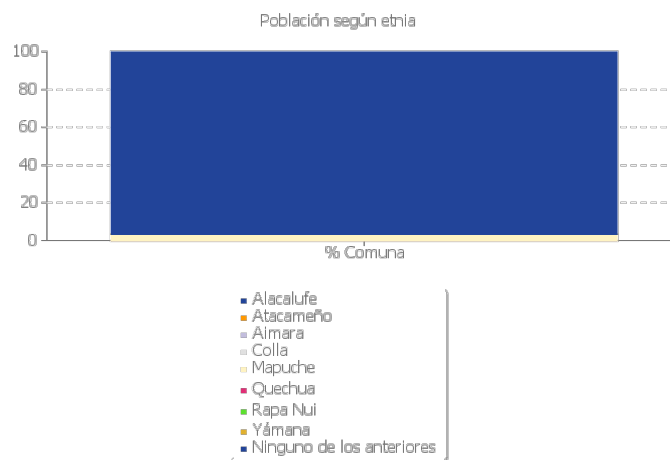 Población según etnia
100
80
60
40
20
0
% Comuna
Alacalufe
Atacameño
Aimara
Colla
Mapuche
Quechua
Rapa Nui
Yámana
Ninguno de los anteriores